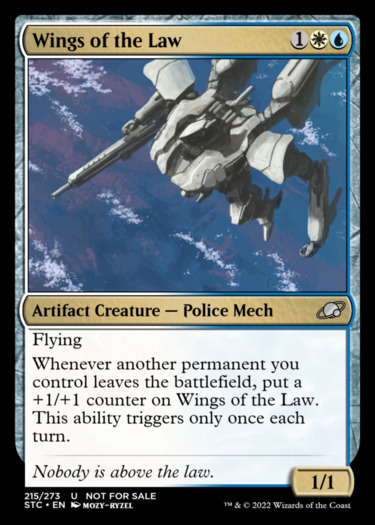 Wings of the Law 1
Artifact Creature — Police Mech
Flying
Whenever another permanent you
control leaves the battlefield, put a
+1/+1 counter on Wings of the Law.
This ability triggers only once each
turn.
Nobody is above the law.
1/1
215/273 U NOT FOR SALE
STC • EN MOZY-RYZEL
™ & © 2022 Wizards of the Coast